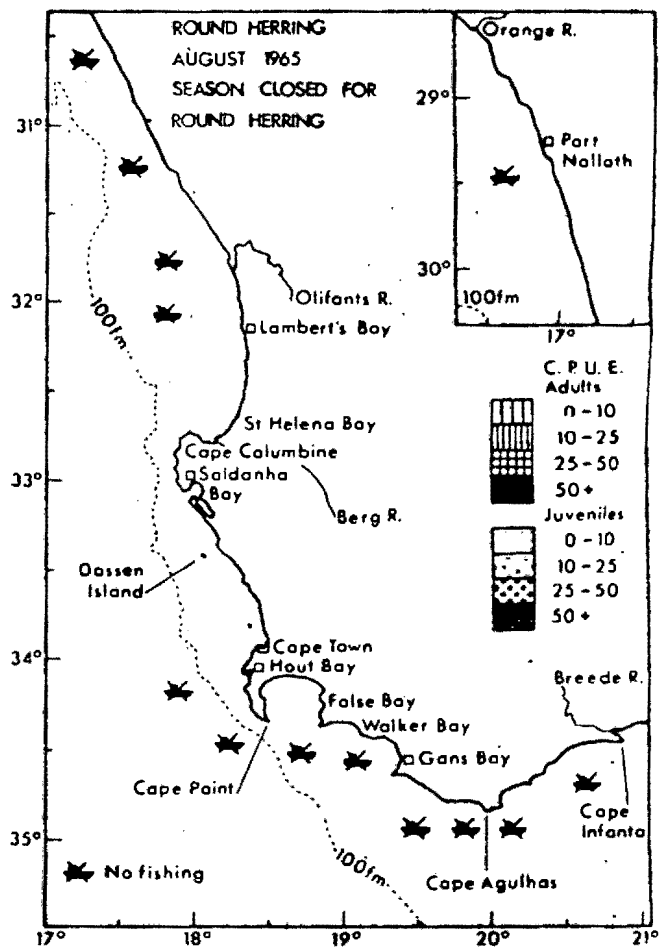 ROUND HERRING
AUGUST 1965
SEASON CLOSED FOR
ROUND HERRING
Orange R.
29°
Port
Nolloth
30°
100fm
17°
31°
32°
33°
34°
35°
100fm
Olifants R.
Lambert's Bay
St Helena Bay
Cape Columbine
Saldanha
Bay
Berg R.
Dassen
Island
Cape Town
Hout Bay
False Bay
Walker Bay
Gans Bay
Breede R.
Cape Point
Cape
Infanta
Cape Agulhas
100fm
No fishing
C. P. U. E.
Adults
0-10
10-25
25-50
50+
Juveniles
0-10
10-25
25-50
50+
17°
18°
19°
20°
21°